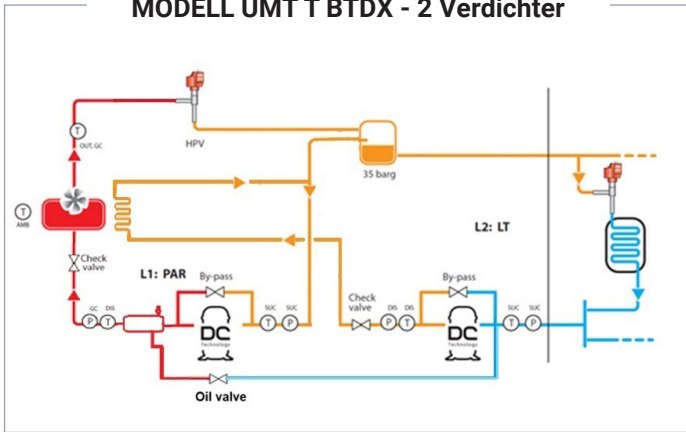 MODELL UMT T BTDX - 2 Verdichter
HPV
35 barg
T
OUT, GC
T
AMB
L2: LT
Check
valve
L1: PAR
By-pass
GC DIS
P T
SUC SUC
T P
DC
Technology
Check
valve
DIS DIS
P T
By-pass
DC
Technology
SUC SUC
T P
Oil valve